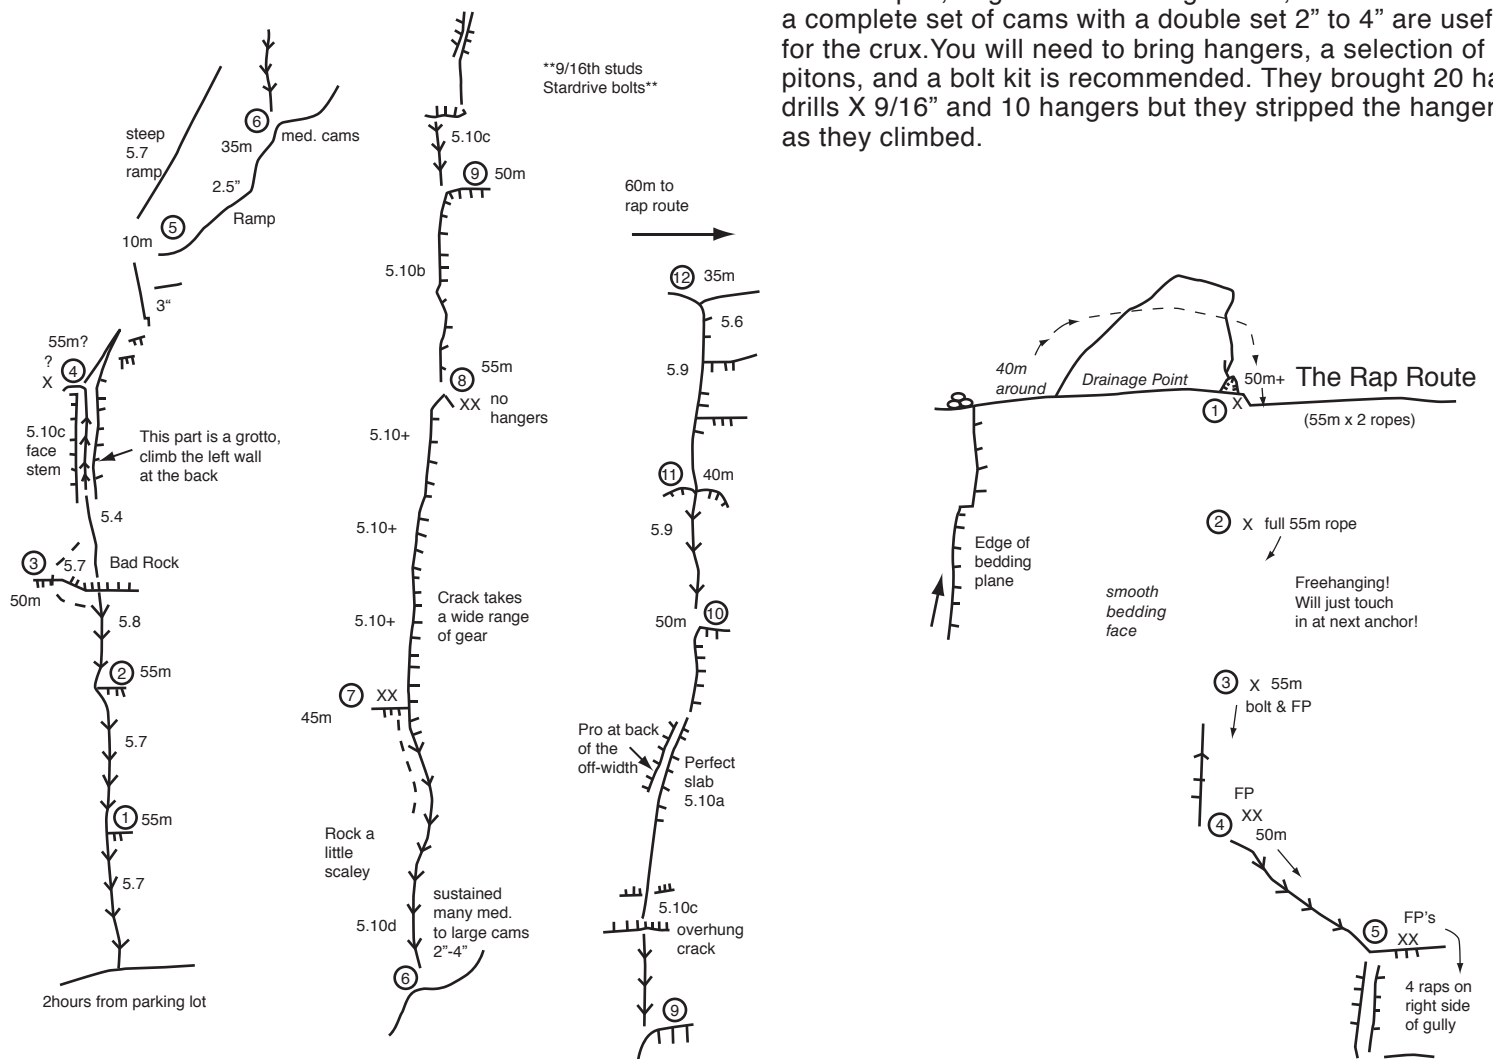 a complete set of cams with a double set 2” to 4” are usef
for the crux.You will need to bring hangers, a selection of
pitons, and a bolt kit is recommended. They brought 20 ha
drills X 9/16” and 10 hangers but they stripped the hanger
as they climbed.
6
35m
med. cams
steep
5.7
ramp
2.5”
Ramp
5
10m
3“
55m?
?
4
X
5.10c
face
stem
This part is a grotto,
climb the left wall
at the back
5.4
3
5.7
Bad Rock
50m
5.8
2
55m
5.7
1
55m
5.7
2hours from parking lot
**9/16th studs
Stardrive bolts**
5.10c
9
50m
5.10b
55m
8
XX
no
hangers
5.10+
5.10+
5.10+
Crack takes
a wide range
of gear
7
XX
45m
Rock a
little
scaley
5.10d
sustained
many med.
to large cams
2”-4”
6
60m to
rap route
12
35m
5.6
5.9
11
40m
5.9
10
50m
Pro at back
of the
off-width
Perfect
slab
5.10a
5.10c
overhung
crack
9
40m
around
Drainage Point
50m+
The Rap Route
1
X
(55m x 2 ropes)
2
X
full 55m rope
Edge of
bedding
plane
smooth
bedding
face
Freehanging!
Will just touch
in at next anchor!
3
X
55m
bolt & FP
FP
XX
4
50m
5
FP’s
XX
4 raps on
right side
of gully